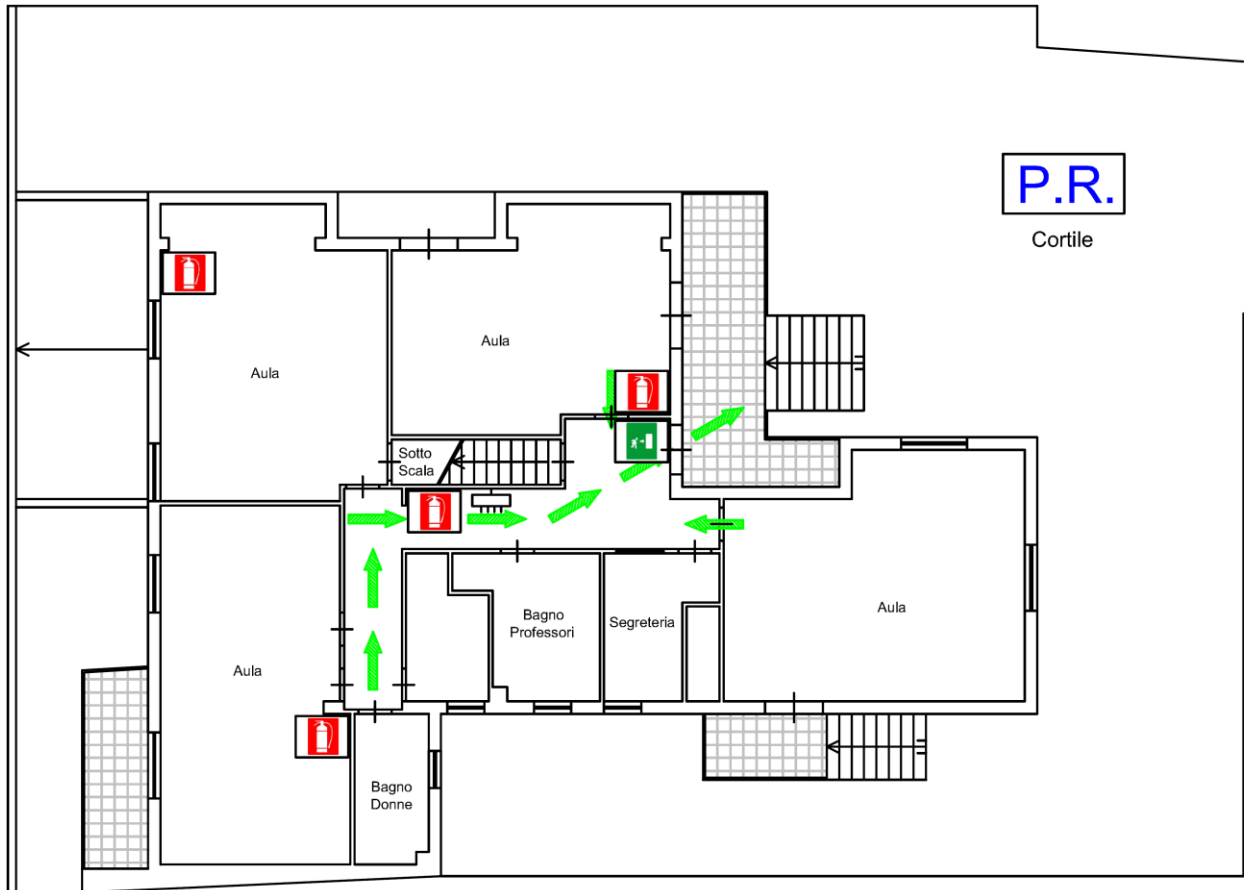 P.R.
Cortile
Aula
Aula
Sotto
Scala
Bagno
Professori
Segreteria
Aula
Aula
Bagno
Donne